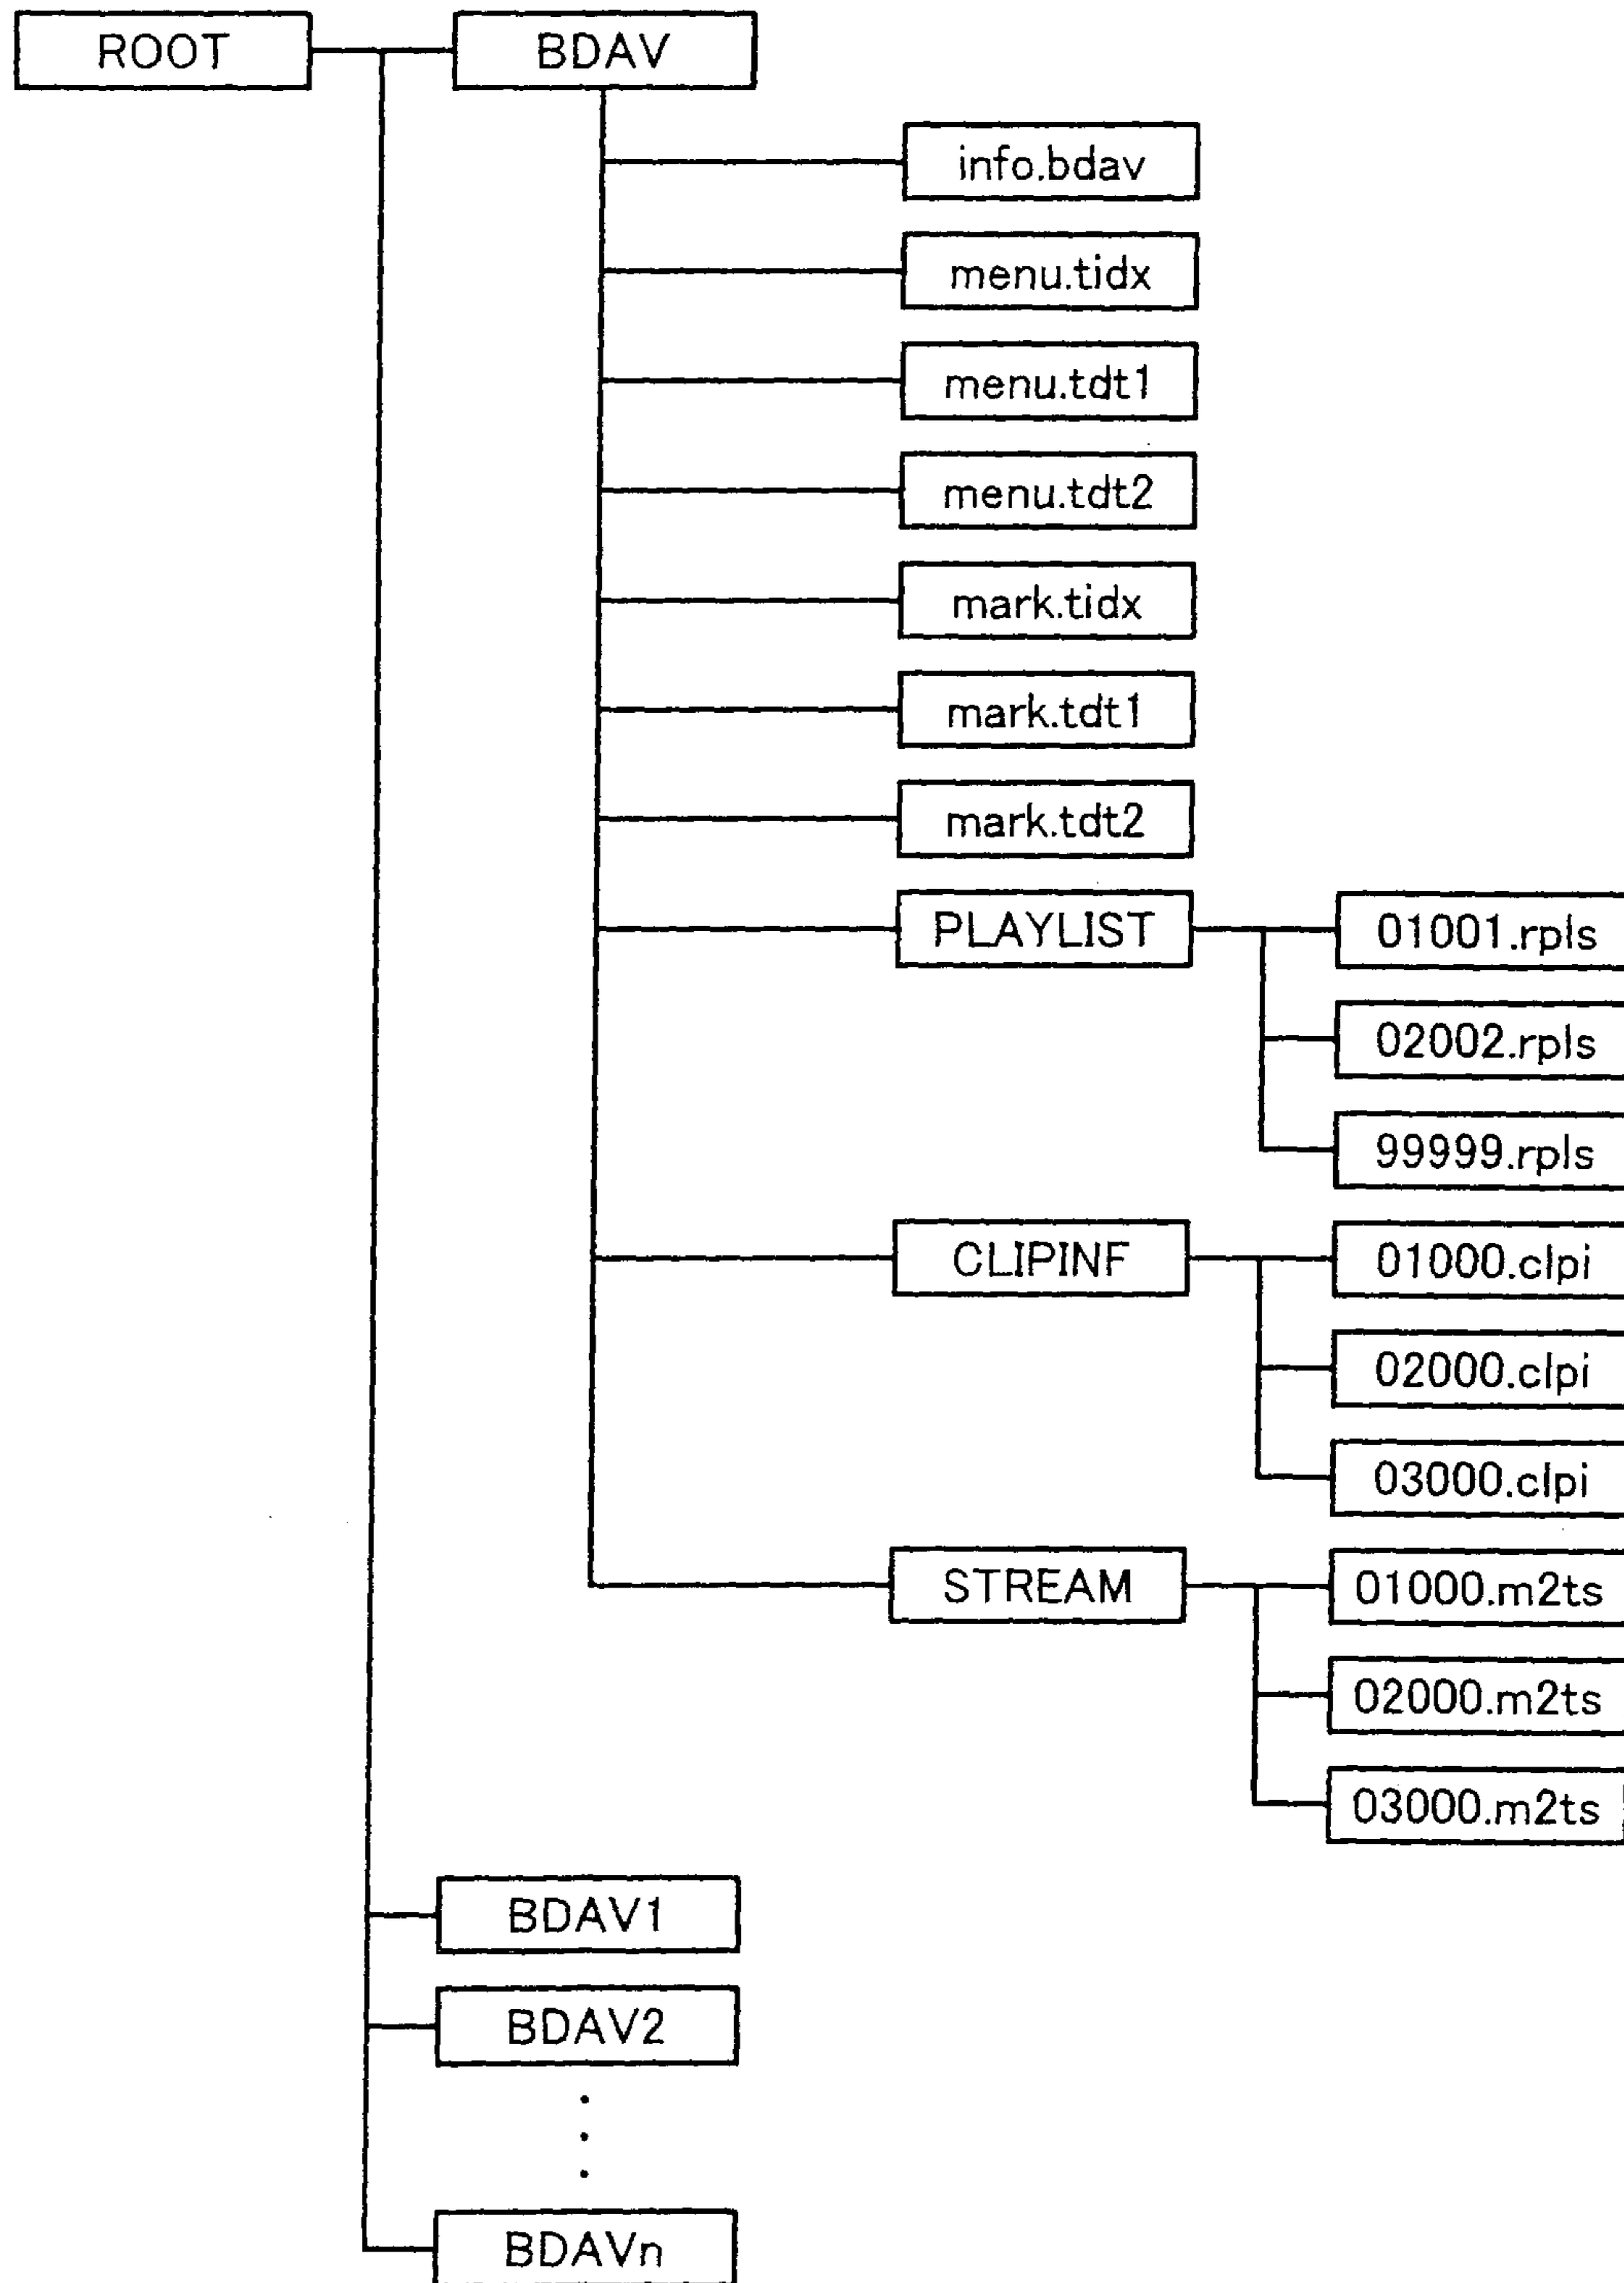 ROOT
BDAV
info.bdav
menu.tidx
menu.tdt1
menu.tdt2
mark.tidx
mark.tdt1
mark.tdt2
PLAYLIST
01001.rpls
02002.rpls
99999.rpls
CLIPINF
01000.clpi
02000.clpi
03000.clpi
STREAM
01000.m2ts
02000.m2ts
03000.m2ts
BDAV1
BDAV2
BDAVn